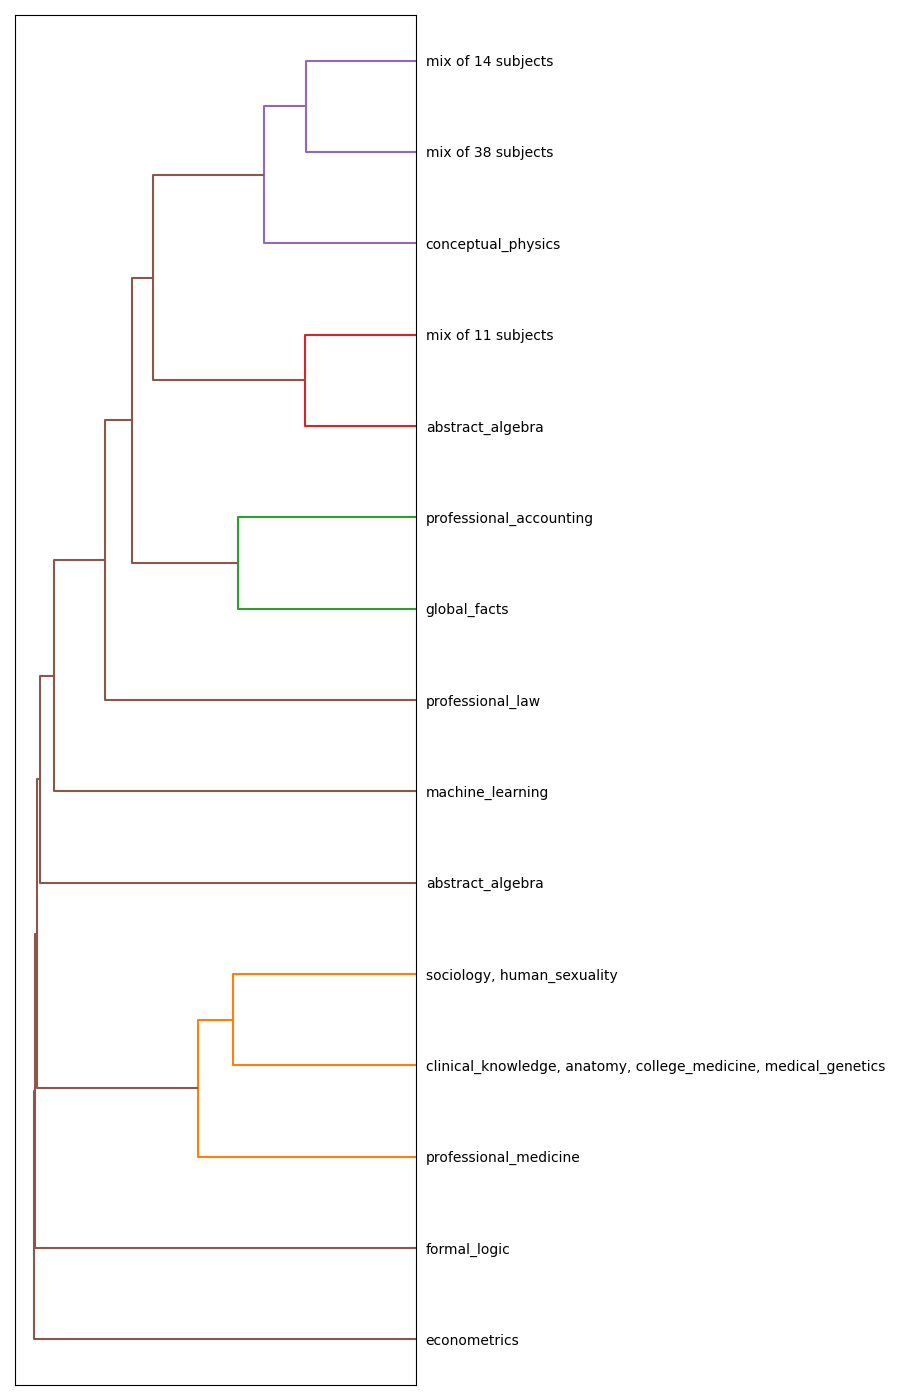 mix of 14 subjects
mix of 38 subjects
conceptual_physics
mix of 11 subjects
abstract_algebra
professional_accounting
global_facts
professional_law
machine_learning
abstract_algebra
sociology, human_sexuality
clinical_knowledge, anatomy, college_medicine, medical_genetics
professional_medicine
formal_logic
econometrics